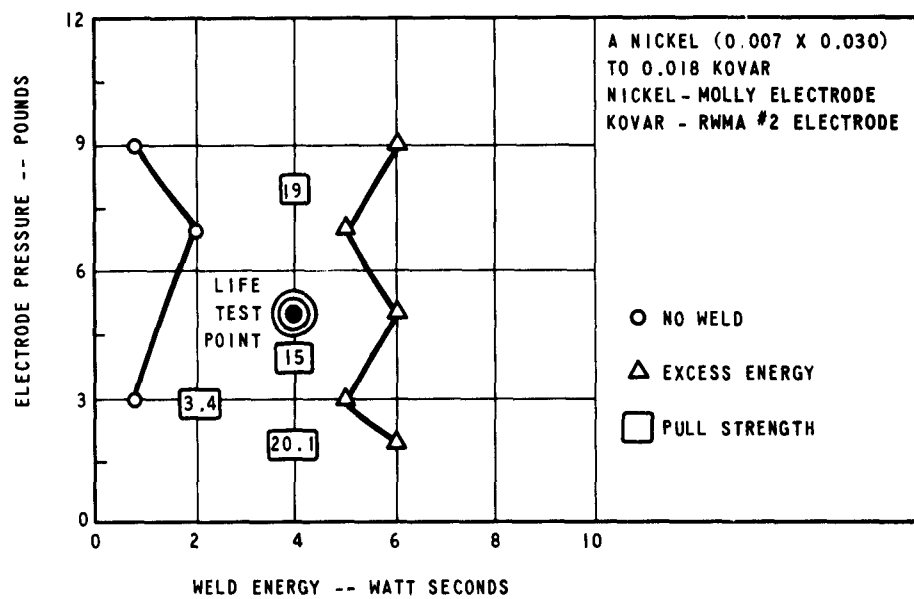 12
9
6
3
0
ELECTRODE PRESSURE -- POUNDS
0 2 4 6 8 10
WELD ENERGY -- WATT SECONDS
19
LIFE
TEST
POINT
15
3.4
20.1
A NICKEL (0.007 X 0.030)
TO 0.018 KOVAR
NICKEL-MOLLY ELECTRODE
KOVAR - RWMA #2 ELECTRODE
NO WELD
EXCESS ENERGY
PULL STRENGTH